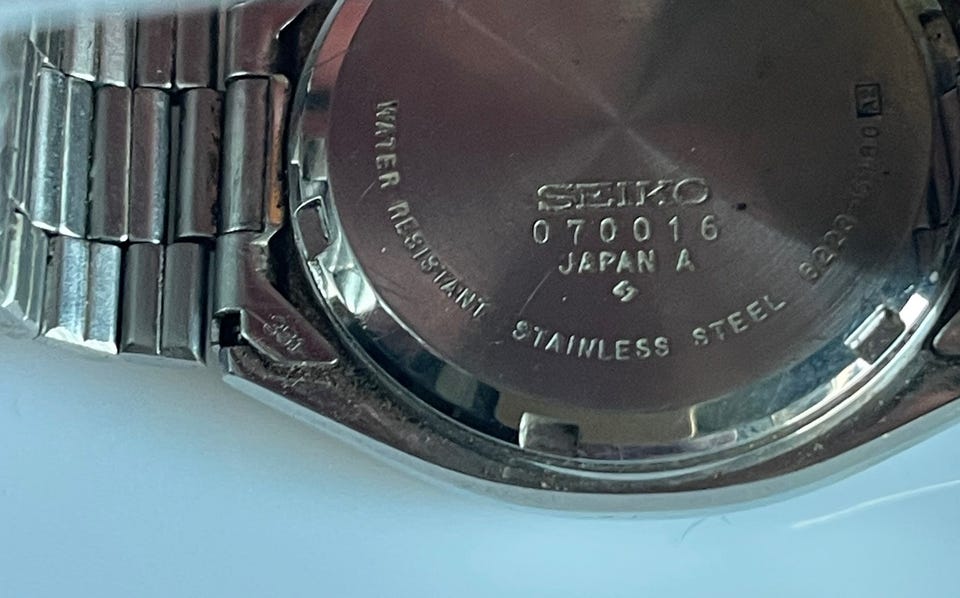 SEIKO
070016
JAPAN A
WATER RESISTANT STAINLESS STEEL